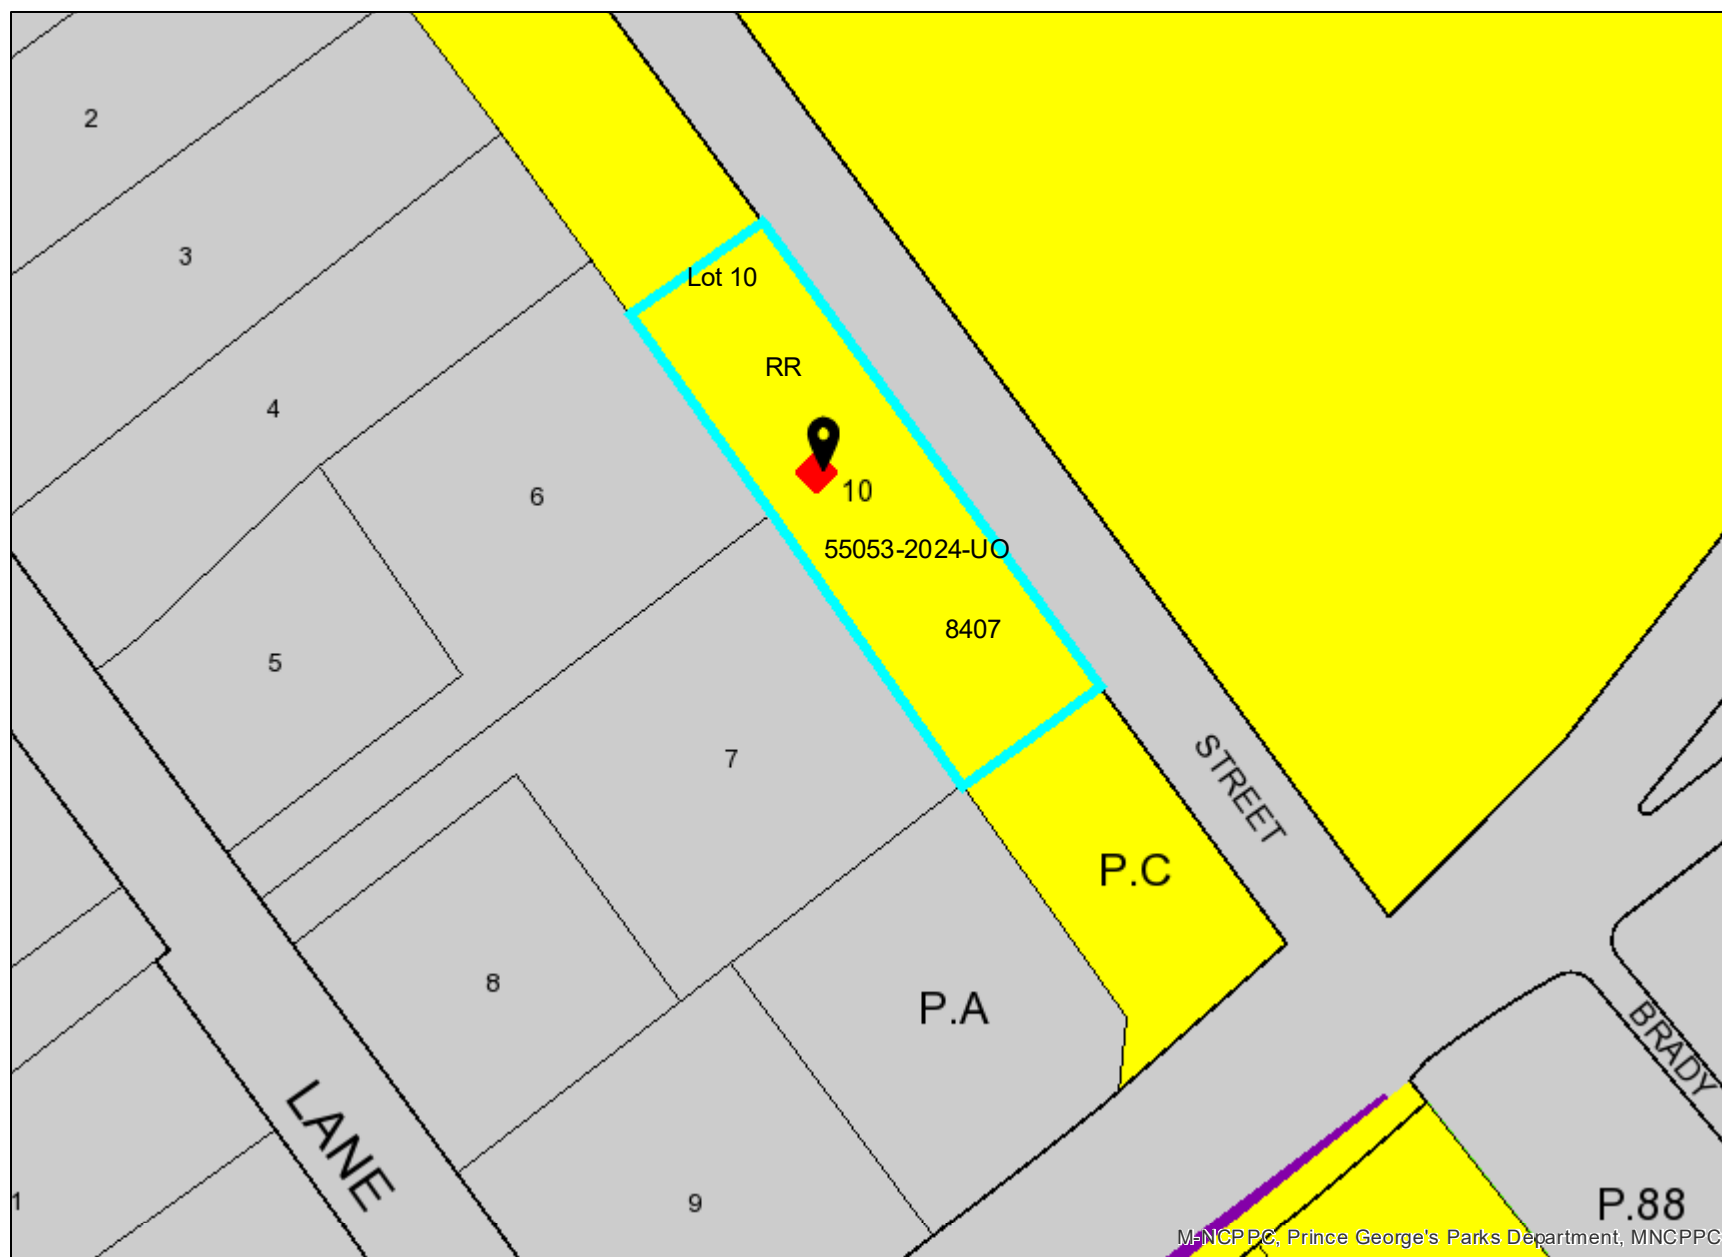 2
3
Lot 10
RR
4
10
6
55053-2024-UO
8407
5
7
STREET
P.C
8
P.A
BRADY
LANE
1
9
P.88
M-NCPPC, Prince George's Parks Department, MNCPPC